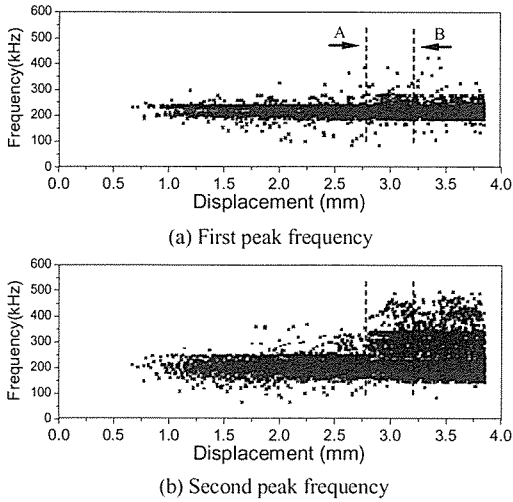 600
500
400
300
200
100
0
Frequency(kHz)
A
B
0.0 0.5 1.0 1.5 2.0 2.5 3.0 3.5 4.0
Displacement (mm)
(a) First peak frequency
600
500
400
300
200
100
0
Frequency(kHz)
0.0 0.5 1.0 1.5 2.0 2.5 3.0 3.5 4.0
Displacement (mm)
(b) Second peak frequency